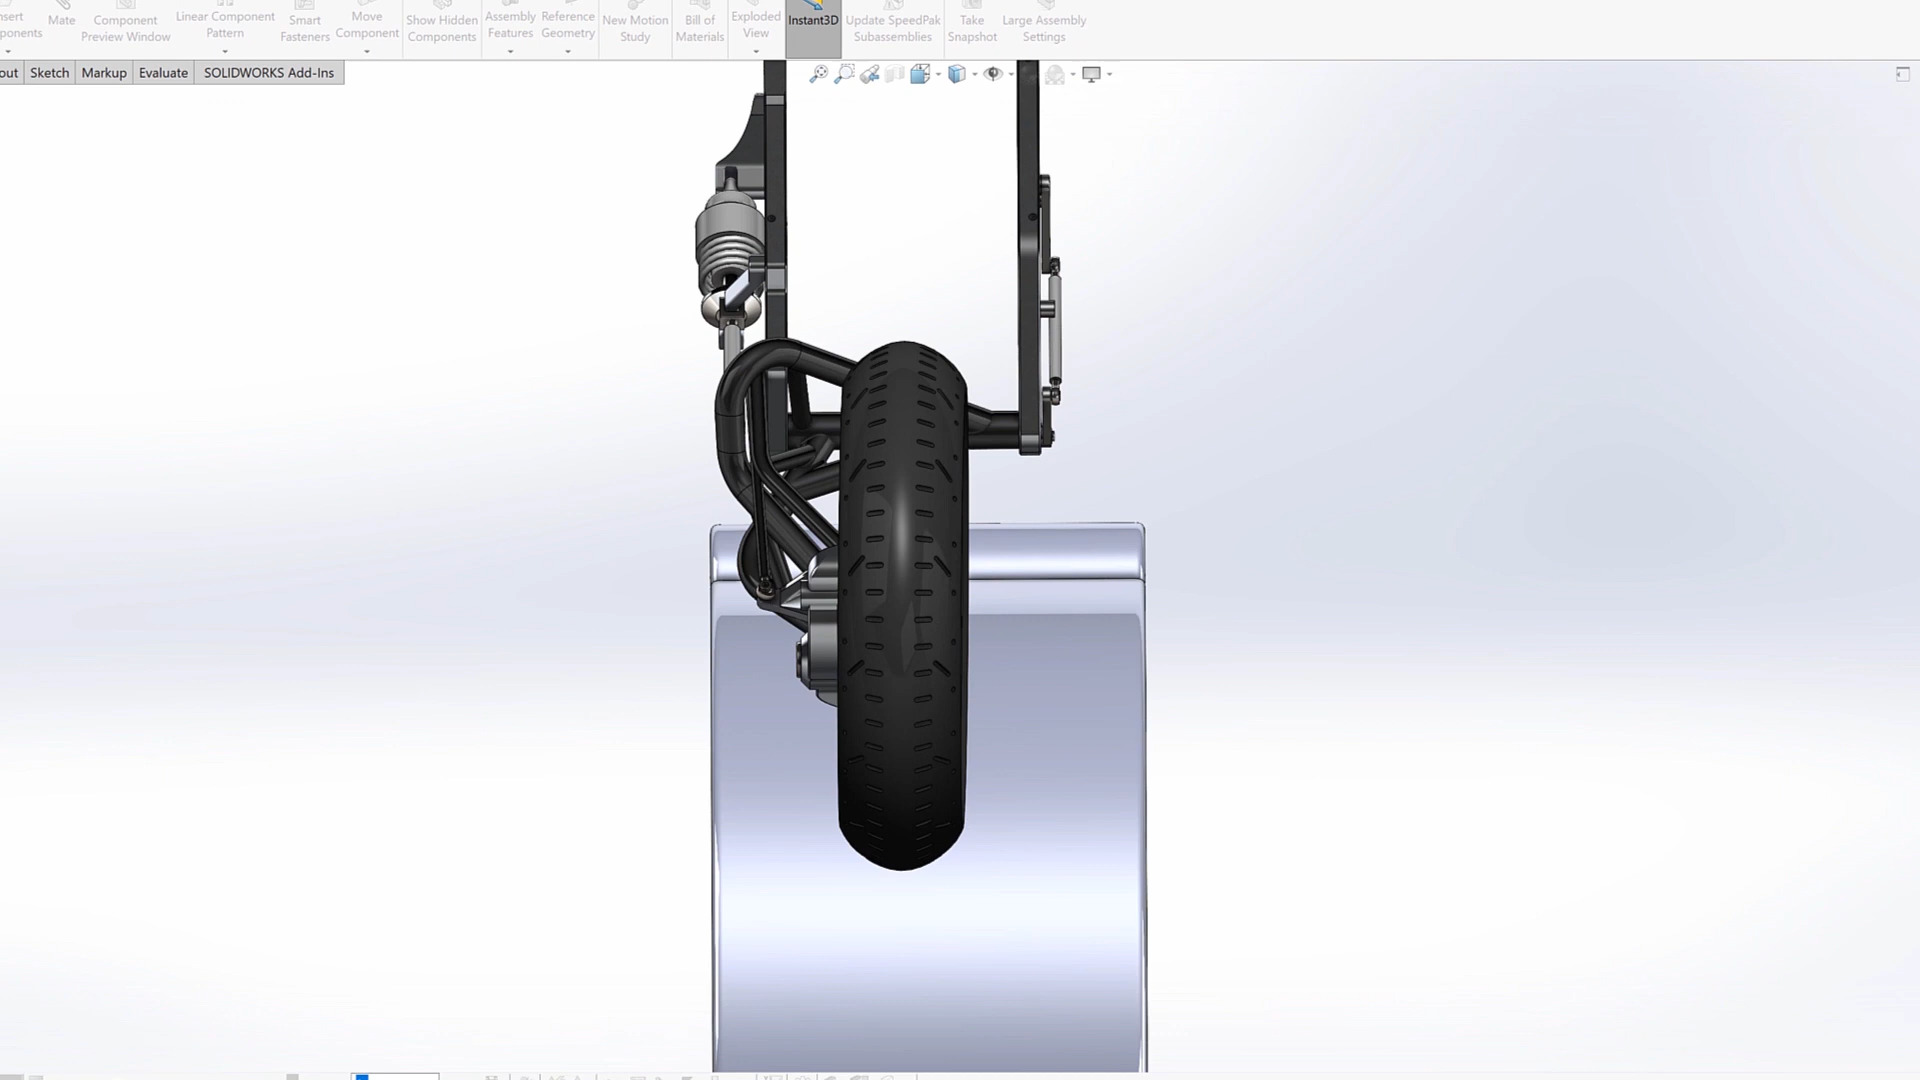 nsert Mate Component Linear Component Smart Move Show Hidden Assembly Reference New Motion Bill of Exploded Instant3D Update SpeedPak Take Large Assembly
ponents Preview Window Pattern Fasteners Component Components Features Geometry Study Materials View Subassemblies Snapshot Settings
out Sketch Markup Evaluate SOLIDWORKS Add-Ins